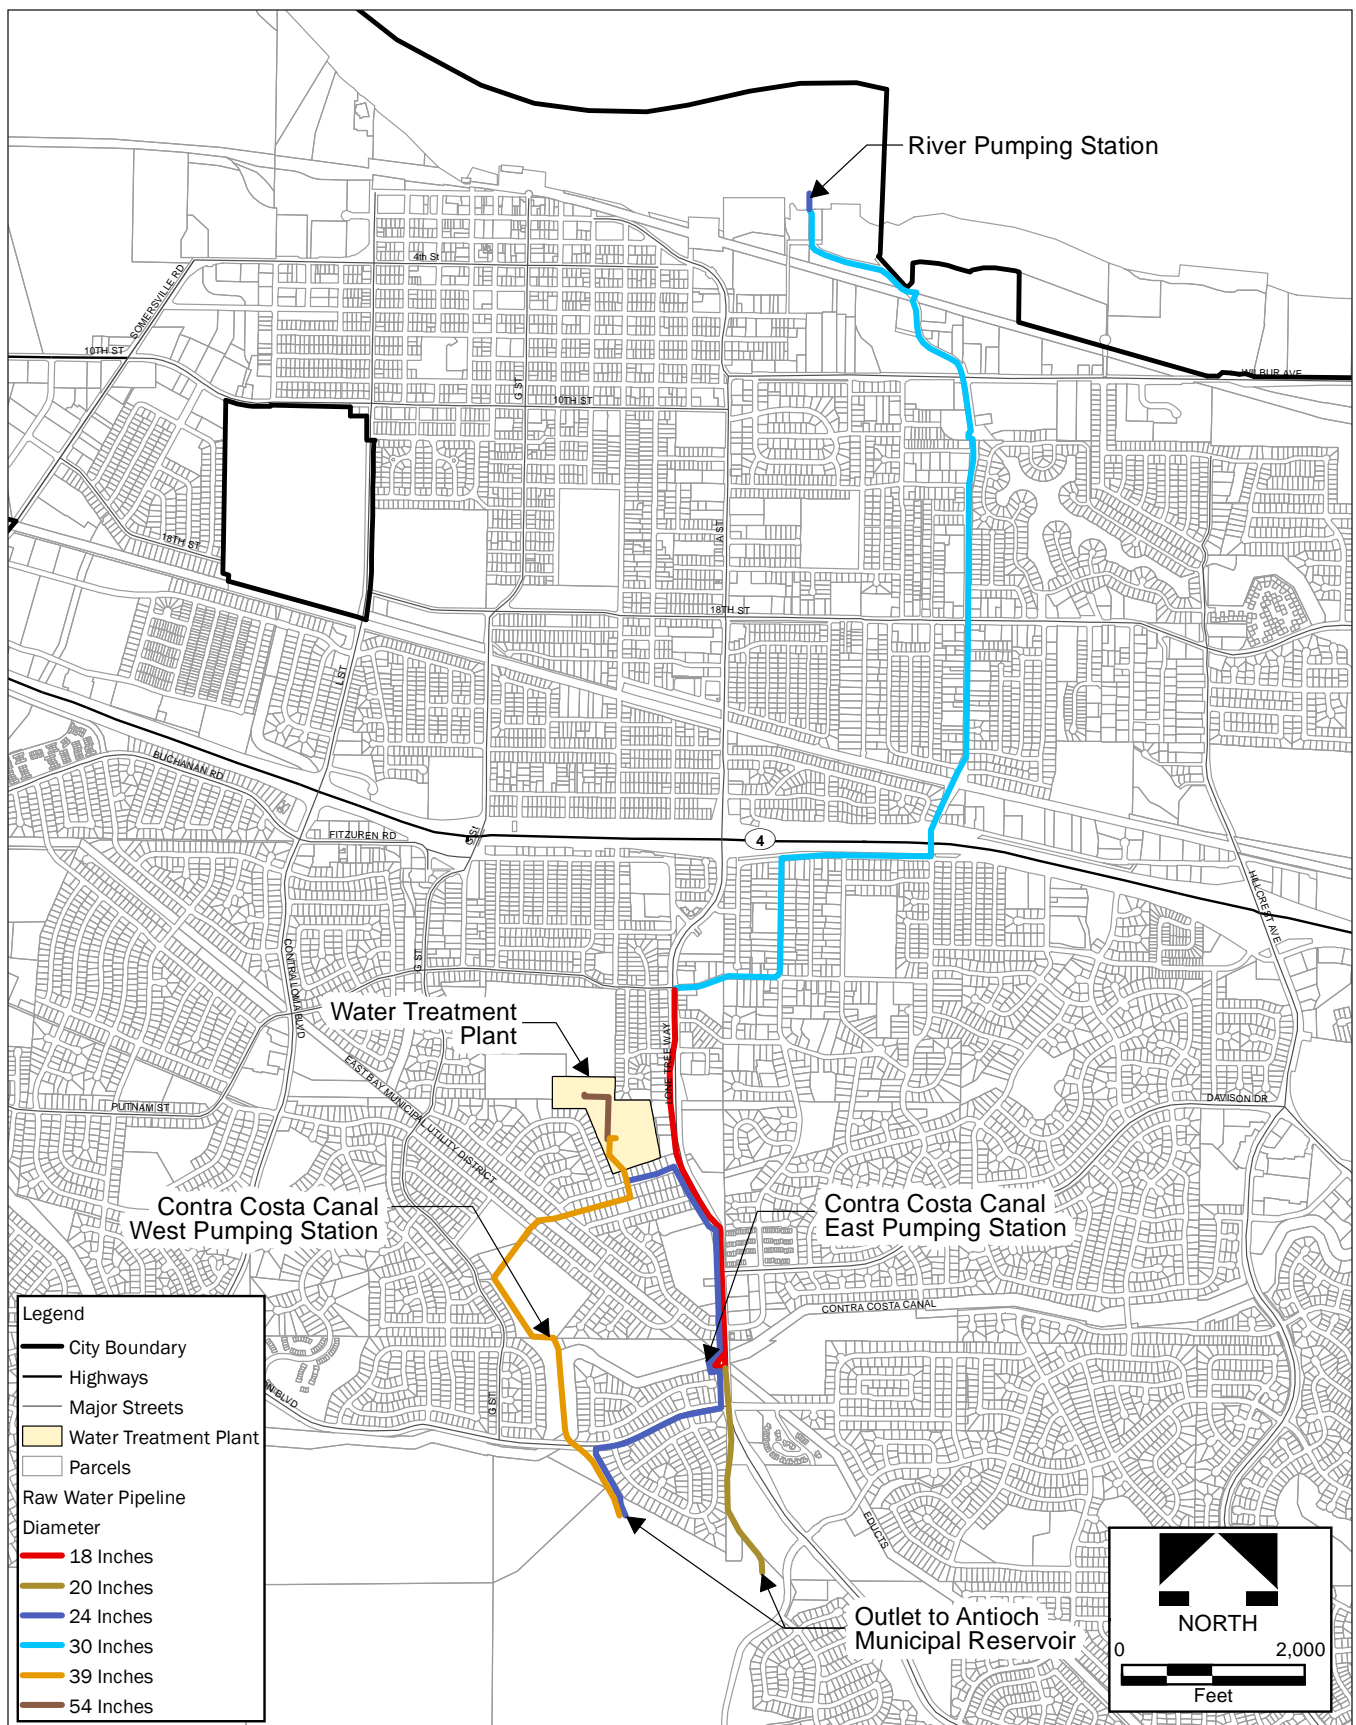 River Pumping Station
4th St
SOMERSVILLE RD
10TH ST
WILBUR AVE
G ST
10TH ST
A ST
18TH ST
18TH ST
L ST
BUCHANAN RD
FITZUREN RD
G St
4
HILLCREST AVE
CONTRA LOMA BLVD
G ST
Water Treatment
Plant
LONE TREE WAY
EAST BAY MUNICIPAL UTILITY DISTRICT
PUTNAM ST
DAVISON DR
Contra Costa Canal
West Pumping Station
Contra Costa Canal
East Pumping Station
CONTRA COSTA CANAL
ON BLVD
G ST
EDUCTS
Outlet to Antioch
Municipal Reservoir
Legend
City Boundary
Highways
Major Streets
Water Treatment Plant
Parcels
Raw Water Pipeline
Diameter
18 Inches
20 Inches
24 Inches
30 Inches
39 Inches
54 Inches
NORTH
0 2,000
Feet